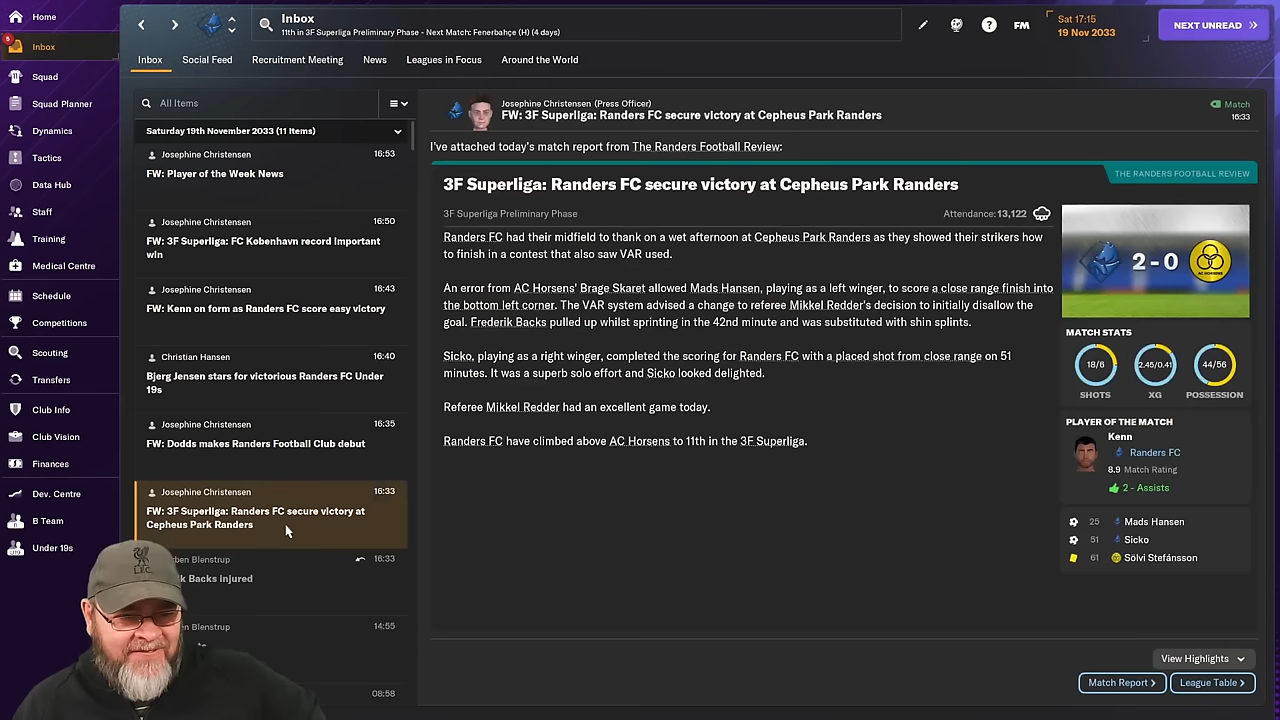 Home
Inbox
Squad
Squad Planner
Dynamics
Tactics
Data Hub
Staff
Training
Medical Centre
Schedule
Competitions
Scouting
Transfers
Club Info
Club Vision
Finances
Dev. Centre
B Team
Under 19s
Inbox
11th in 3F Superliga Preliminary Phase - Next Match: Fenerbahçe (H) (4 days)
FM
Sat 17:15
19 Nov 2033
NEXT UNREAD
Inbox Social Feed Recruitment Meeting News Leagues in Focus Around the World
All Items
Saturday 19th November 2033 (11 Items)
Josephine Christensen 16:53
FW: Player of the Week News
Josephine Christensen 16:50
FW: 3F Superliga: FC København record important
win
Josephine Christensen 16:43
FW: Kenn on form as Randers FC score easy victory
Christian Hansen 16:40
Bjerg Jensen stars for victorious Randers FC Under
19s
Josephine Christensen 16:35
FW: Dodds makes Randers Football Club debut
Josephine Christensen 16:33
FW: 3F Superliga: Randers FC secure victory at
Cepheus Park Randers
Blenstrup 16:33
Backs injured
Blenstrup 14:55
08:58
Josephine Christensen (Press Officer)
FW: 3F Superliga: Randers FC secure victory at Cepheus Park Randers
Match
16:33
I've attached today's match report from The Randers Football Review:
THE RANDERS FOOTBALL REVIEW
3F Superliga: Randers FC secure victory at Cepheus Park Randers
3F Superliga Preliminary Phase Attendance: 13,122
Randers FC had their midfield to thank on a wet afternoon at Cepheus Park Randers as they showed their strikers how
to finish in a contest that also saw VAR used.
An error from AC Horsens' Brage Skaret allowed Mads Hansen, playing as a left winger, to score a close range finish into
the bottom left corner. The VAR system advised a change to referee Mikkel Redder's decision to initially disallow the
goal. Frederik Backs pulled up whilst sprinting in the 42nd minute and was substituted with shin splints.
Sicko, playing as a right winger, completed the scoring for Randers FC with a placed shot from close range on 51
minutes. It was a superb solo effort and Sicko looked delighted.
Referee Mikkel Redder had an excellent game today.
Randers FC have climbed above AC Horsens to 11th in the 3F Superliga.
2 - 0
AC HORSENS
MATCH STATS
18/6 2.45/0.41 44/56
SHOTS XG POSSESSION
PLAYER OF THE MATCH
Kenn
Randers FC
8.9 Match Rating
2 - Assists
25 Mads Hansen
51 Sicko
61 Sölvi Stefánsson
View Highlights
Match Report
League Table
L.F.C.